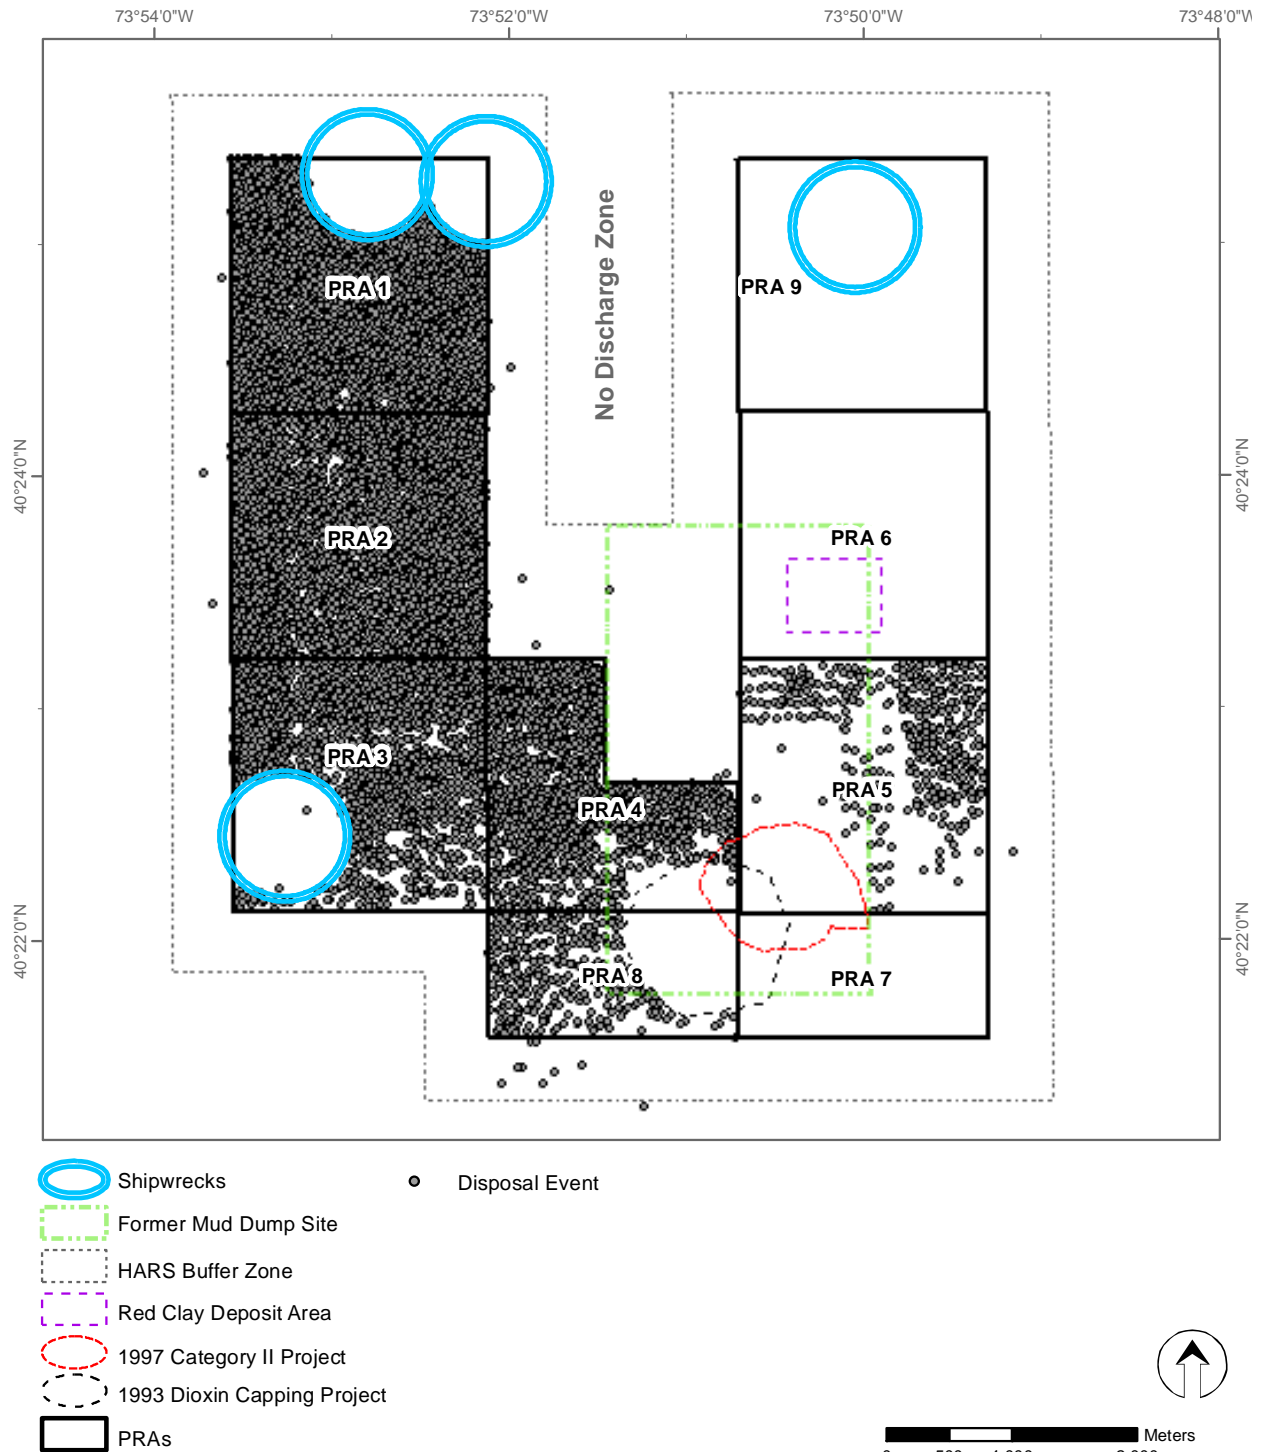 73°54'0"W 73°52'0"W 73°50'0"W 73°48'0"W
40°24'0"N
40°22'0"N
40°24'0"N
40°22'0"N
No Discharge Zone
PRA 1
PRA 9
PRA 2
PRA 6
PRA 3
PRA 4
PRA 5
PRA 8
PRA 7
Shipwrecks
Disposal Event
Former Mud Dump Site
HARS Buffer Zone
Red Clay Deposit Area
1997 Category II Project
1993 Dioxin Capping Project
PRAs
Meters